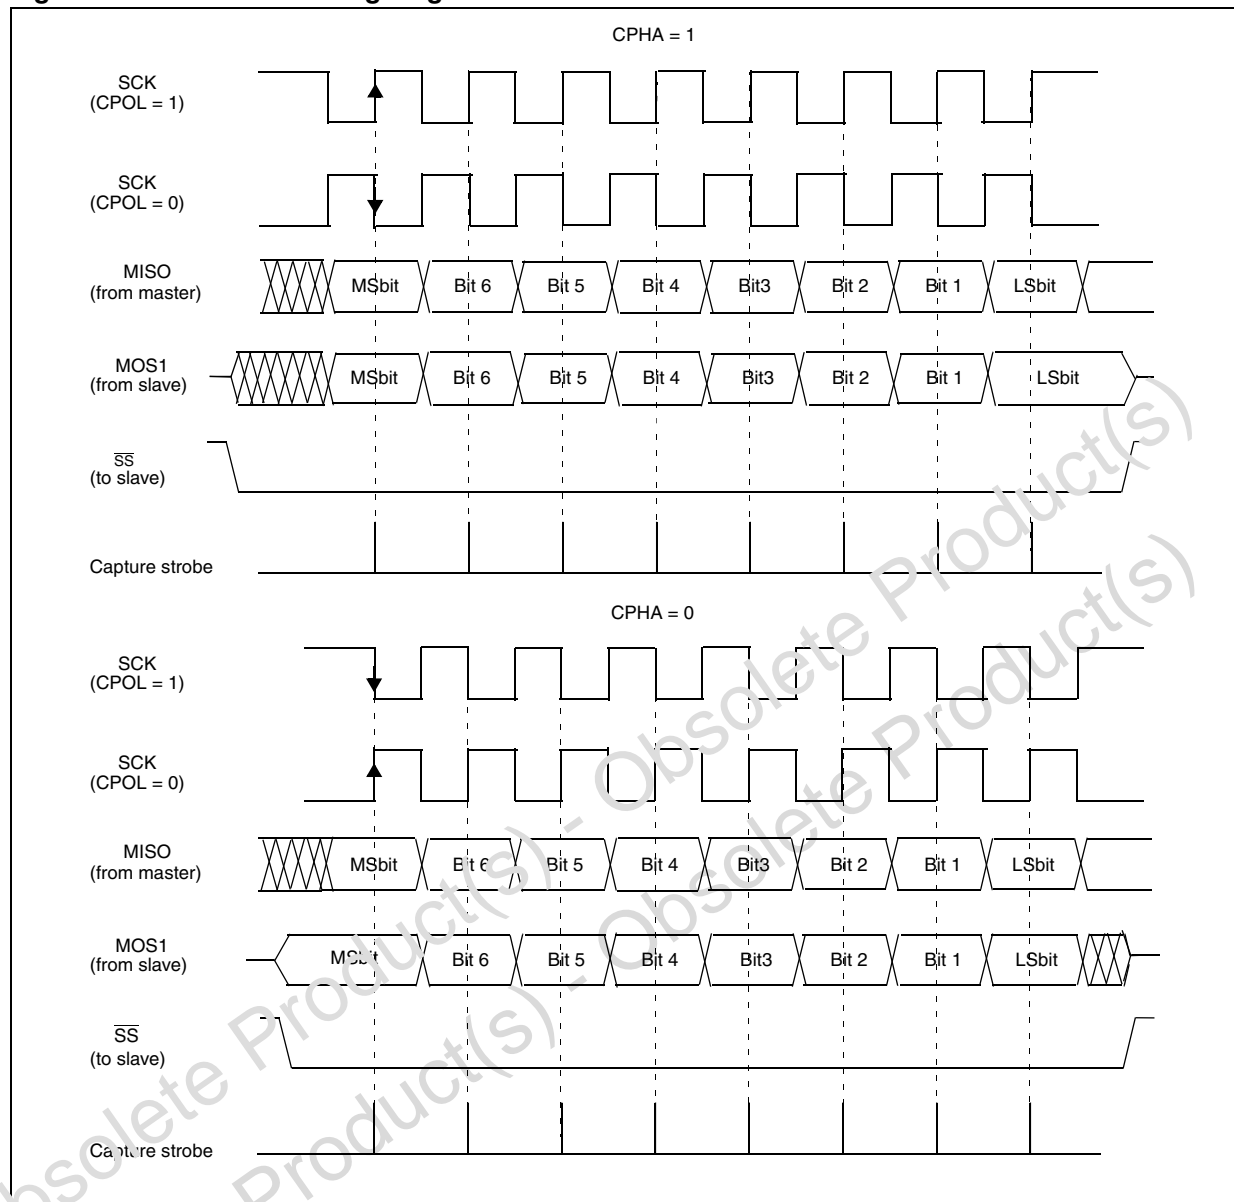 CPHA = 1
SCK
(CPOL = 1)
SCK
(CPOL = 0)
MISO
(from master)
MSbit Bit 6 Bit 5 Bit 4 Bit3 Bit 2 Bit 1 LSbit
MOS1
(from slave)
MSbit Bit 6 Bit 5 Bit 4 Bit3 Bit 2 Bit 1 LSbit
SS
(to slave)
Capture strobe
CPHA = 0
SCK
(CPOL = 1)
SCK
(CPOL = 0)
MISO
(from master)
MSbit Bit 6 Bit 5 Bit 4 Bit3 Bit 2 Bit 1 LSbit
MOS1
(from slave)
MSbit Bit 6 Bit 5 Bit 4 Bit3 Bit 2 Bit 1 LSbit
SS
(to slave)
Capture strobe
Obsolete Product(s) - Obsolete Product(s)
Product(s) - Obsolete Product(s)